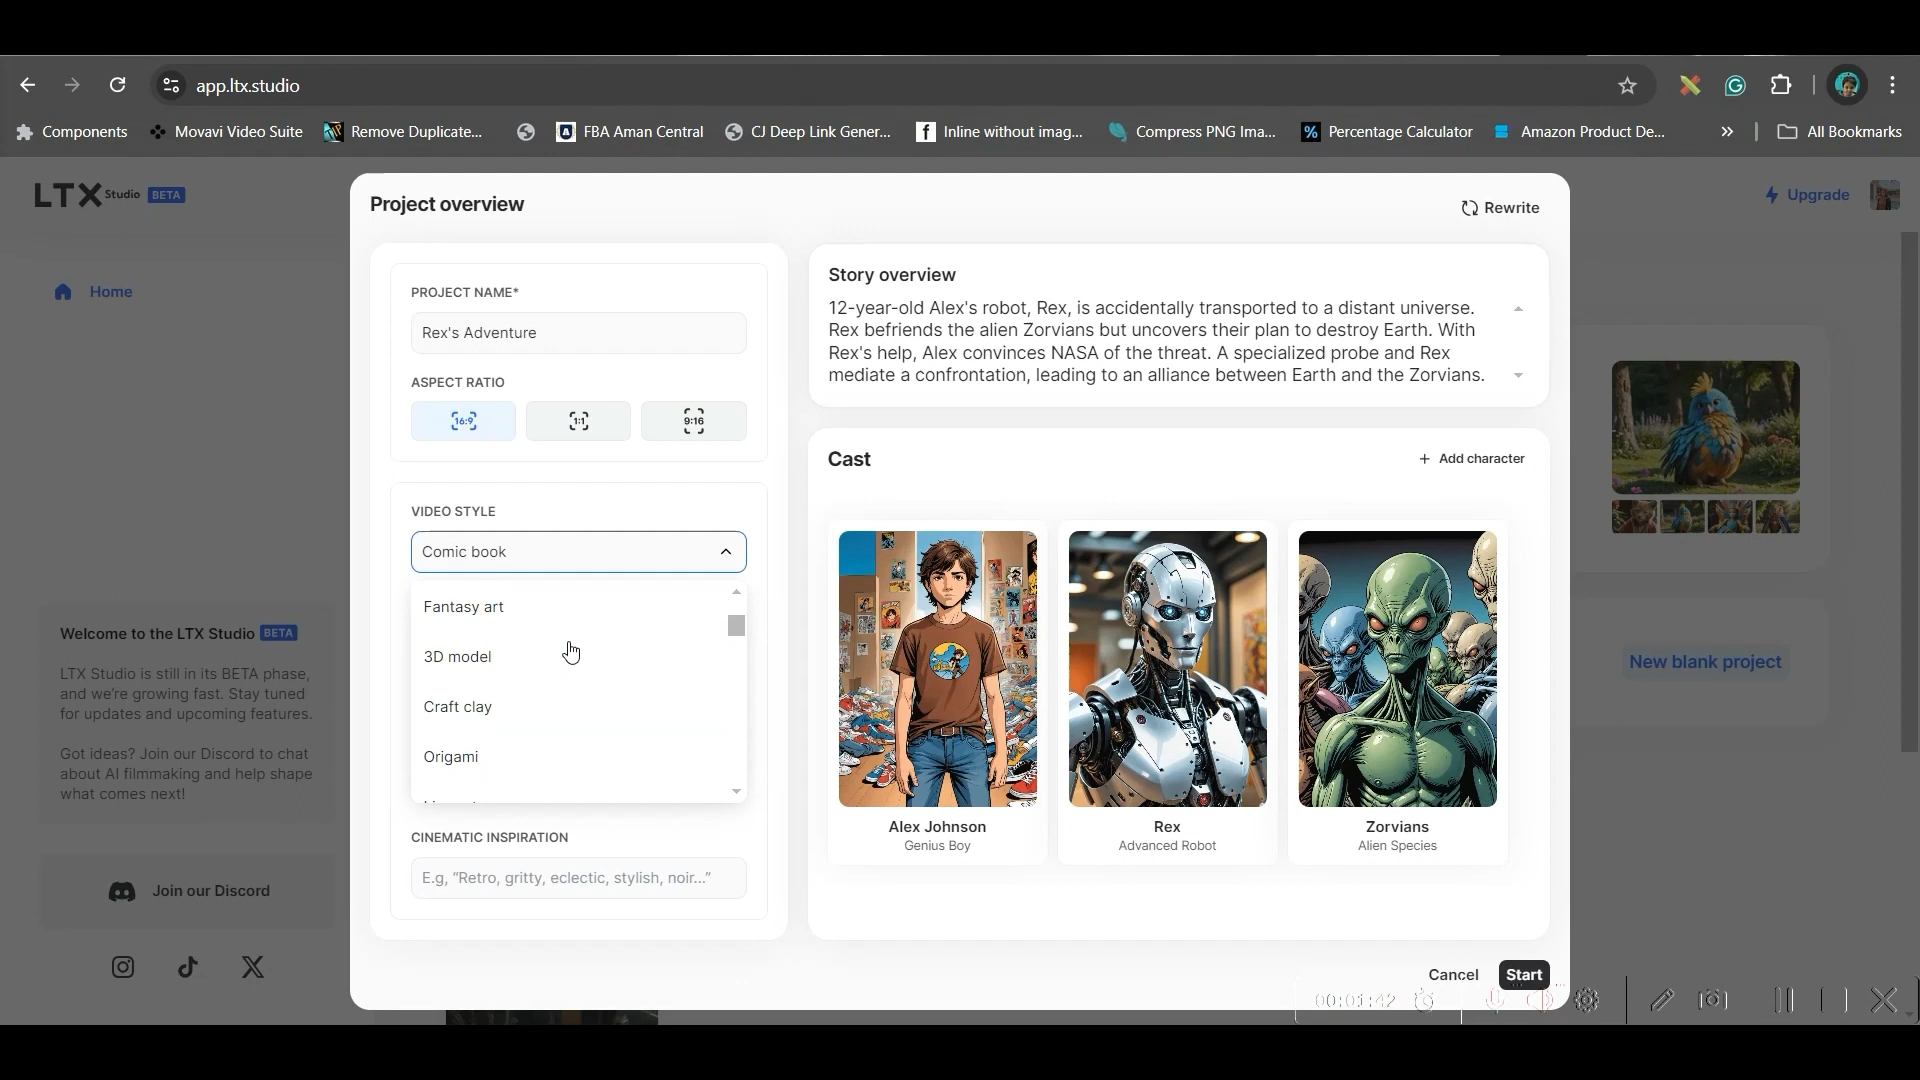 app.ltx.studio
Components
Movavi Video Suite
Remove Duplicate...
FBA Aman Central
CJ Deep Link Gener...
Inline without imag...
Compress PNG Ima...
Percentage Calculator
Amazon Product De...
All Bookmarks
LTX Studio BETA
Upgrade
Home
Project overview
Rewrite
PROJECT NAME*
Rex's Adventure
ASPECT RATIO
16:9
1:1
9:16
VIDEO STYLE
Comic book
Fantasy art
3D model
Craft clay
Origami
CINEMATIC INSPIRATION
E.g, “Retro, gritty, eclectic, stylish, noir...”
Story overview
12-year-old Alex's robot, Rex, is accidentally transported to a distant universe.
Rex befriends the alien Zorvians but uncovers their plan to destroy Earth. With
Rex's help, Alex convinces NASA of the threat. A specialized probe and Rex
mediate a confrontation, leading to an alliance between Earth and the Zorvians.
Cast
+ Add character
Alex Johnson
Genius Boy
Rex
Advanced Robot
Zorvians
Alien Species
Cancel
Start
Welcome to the LTX Studio BETA
LTX Studio is still in its BETA phase,
and we're growing fast. Stay tuned
for updates and upcoming features.
Got ideas? Join our Discord to chat
about AI filmmaking and help shape
what comes next!
Join our Discord
New blank project
00:01:42